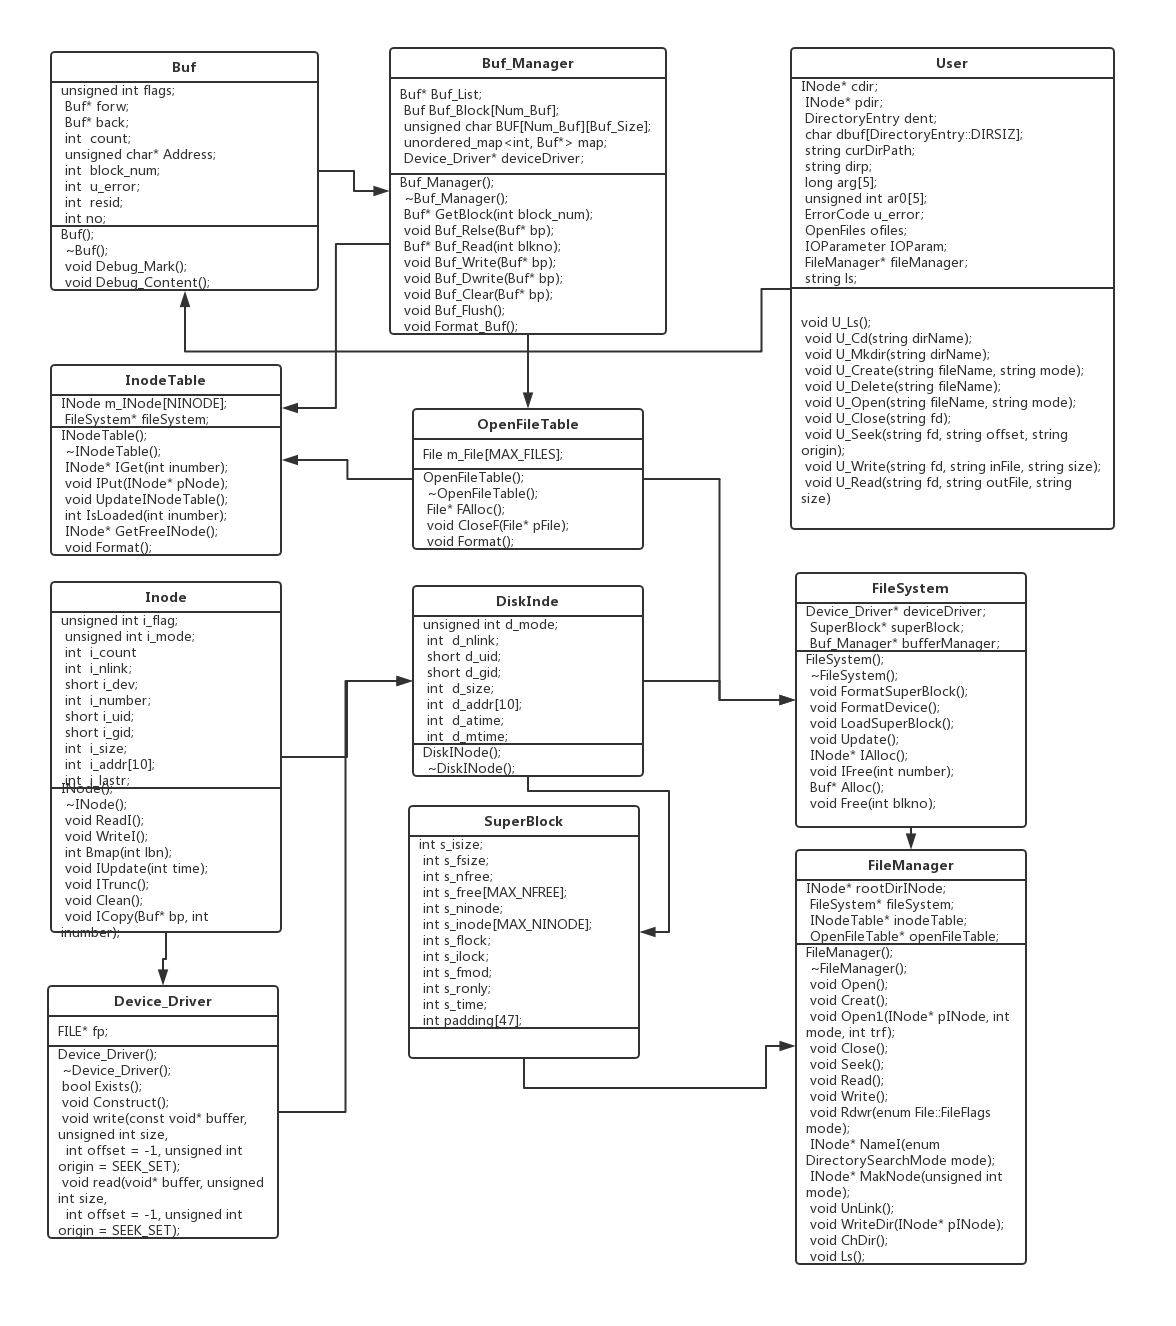 Buf
unsigned int flags;
Buf* forw;
Buf* back;
int  count;
unsigned char* Address;
int  block_num;
int  u_error;
int  resid;
int no;
Buf();
~Buf();
void Debug_Mark();
void Debug_Content();
Buf_Manager
Buf* Buf_List;
Buf Buf_Block[Num_Buf];
unsigned char BUF[Num_Buf][Buf_Size];
unordered_map<int, Buf*> map;
Device_Driver* deviceDriver;
Buf_Manager();
~Buf_Manager();
Buf* GetBlock(int block_num);
void Buf_Relse(Buf* bp);
Buf* Buf_Read(int blkno);
void Buf_Write(Buf* bp);
void Buf_Dwrite(Buf* bp);
void Buf_Clear(Buf* bp);
void Buf_Flush();
void Format_Buf();
User
INode* cdir;
INode* pdir;
DirectoryEntry dent;
char dbuf[DirectoryEntry::DIRSIZ];
string curDirPath;
string dirp;
long arg[5];
unsigned int ar0[5];
ErrorCode u_error;
OpenFiles ofiles;
IOParameter IOParam;
FileManager* fileManager;
string ls;
void U_Ls();
void U_Cd(string dirName);
void U_Mkdir(string dirName);
void U_Create(string fileName, string mode);
void U_Delete(string fileName);
void U_Open(string fileName, string mode);
void U_Close(string fd);
void U_Seek(string fd, string offset, string
origin);
void U_Write(string fd, string inFile, string size);
void U_Read(string fd, string outFile, string
size)
InodeTable
INode m_INode[NINODE];
FileSystem* fileSystem;
INodeTable();
~INodeTable();
INode* IGet(int inumber);
void IPut(INode* pNode);
void UpdateINodeTable();
int IsLoaded(int inumber);
INode* GetFreeINode();
void Format();
OpenFileTable
File m_File[MAX_FILES];
OpenFileTable();
~OpenFileTable();
File* FAlloc();
void CloseF(File* pFile);
void Format();
Inode
unsigned int i_flag;
unsigned int i_mode;
int  i_count
int  i_nlink;
short i_dev;
int  i_number;
short i_uid;
short i_gid;
int  i_size;
int  i_addr[10];
int  i_lastr;
INode();
~INode();
void ReadI();
void WriteI();
int Bmap(int lbn);
void IUpdate(int time);
void ITrunc();
void Clean();
void ICopy(Buf* bp, int
inumber);
DiskInde
unsigned int d_mode;
int  d_nlink;
short d_uid;
short d_gid;
int  d_size;
int  d_addr[10];
int  d_atime;
int  d_mtime;
DiskINode();
~DiskINode();
FileSystem
Device_Driver* deviceDriver;
SuperBlock* superBlock;
Buf_Manager* bufferManager;
FileSystem();
~FileSystem();
void FormatSuperBlock();
void FormatDevice();
void LoadSuperBlock();
void Update();
INode* IAlloc();
void IFree(int number);
Buf* Alloc();
void Free(int blkno);
SuperBlock
int s_isize;
int s_fsize;
int s_nfree;
int s_free[MAX_NFREE];
int s_ninode;
int s_inode[MAX_NINODE];
int s_flock;
int s_ilock;
int s_fmod;
int s_ronly;
int s_time;
int padding[47];
FileManager
INode* rootDirINode;
FileSystem* fileSystem;
INodeTable* inodeTable;
OpenFileTable* openFileTable;
FileManager();
~FileManager();
void Open();
void Creat();
void Open1(INode* pINode, int
mode, int trf);
void Close();
void Seek();
void Read();
void Write();
void Rdwr(enum File::FileFlags
mode);
INode* NameI(enum
DirectorySearchMode mode);
INode* MakNode(unsigned int
mode);
void UnLink();
void WriteDir(INode* pINode);
void ChDir();
void Ls();
Device_Driver
FILE* fp;
Device_Driver();
~Device_Driver();
bool Exists();
void Construct();
void write(const void* buffer,
unsigned int size,
int offset = -1, unsigned int
origin = SEEK_SET);
void read(void* buffer, unsigned
int size,
int offset = -1, unsigned int
origin = SEEK_SET);